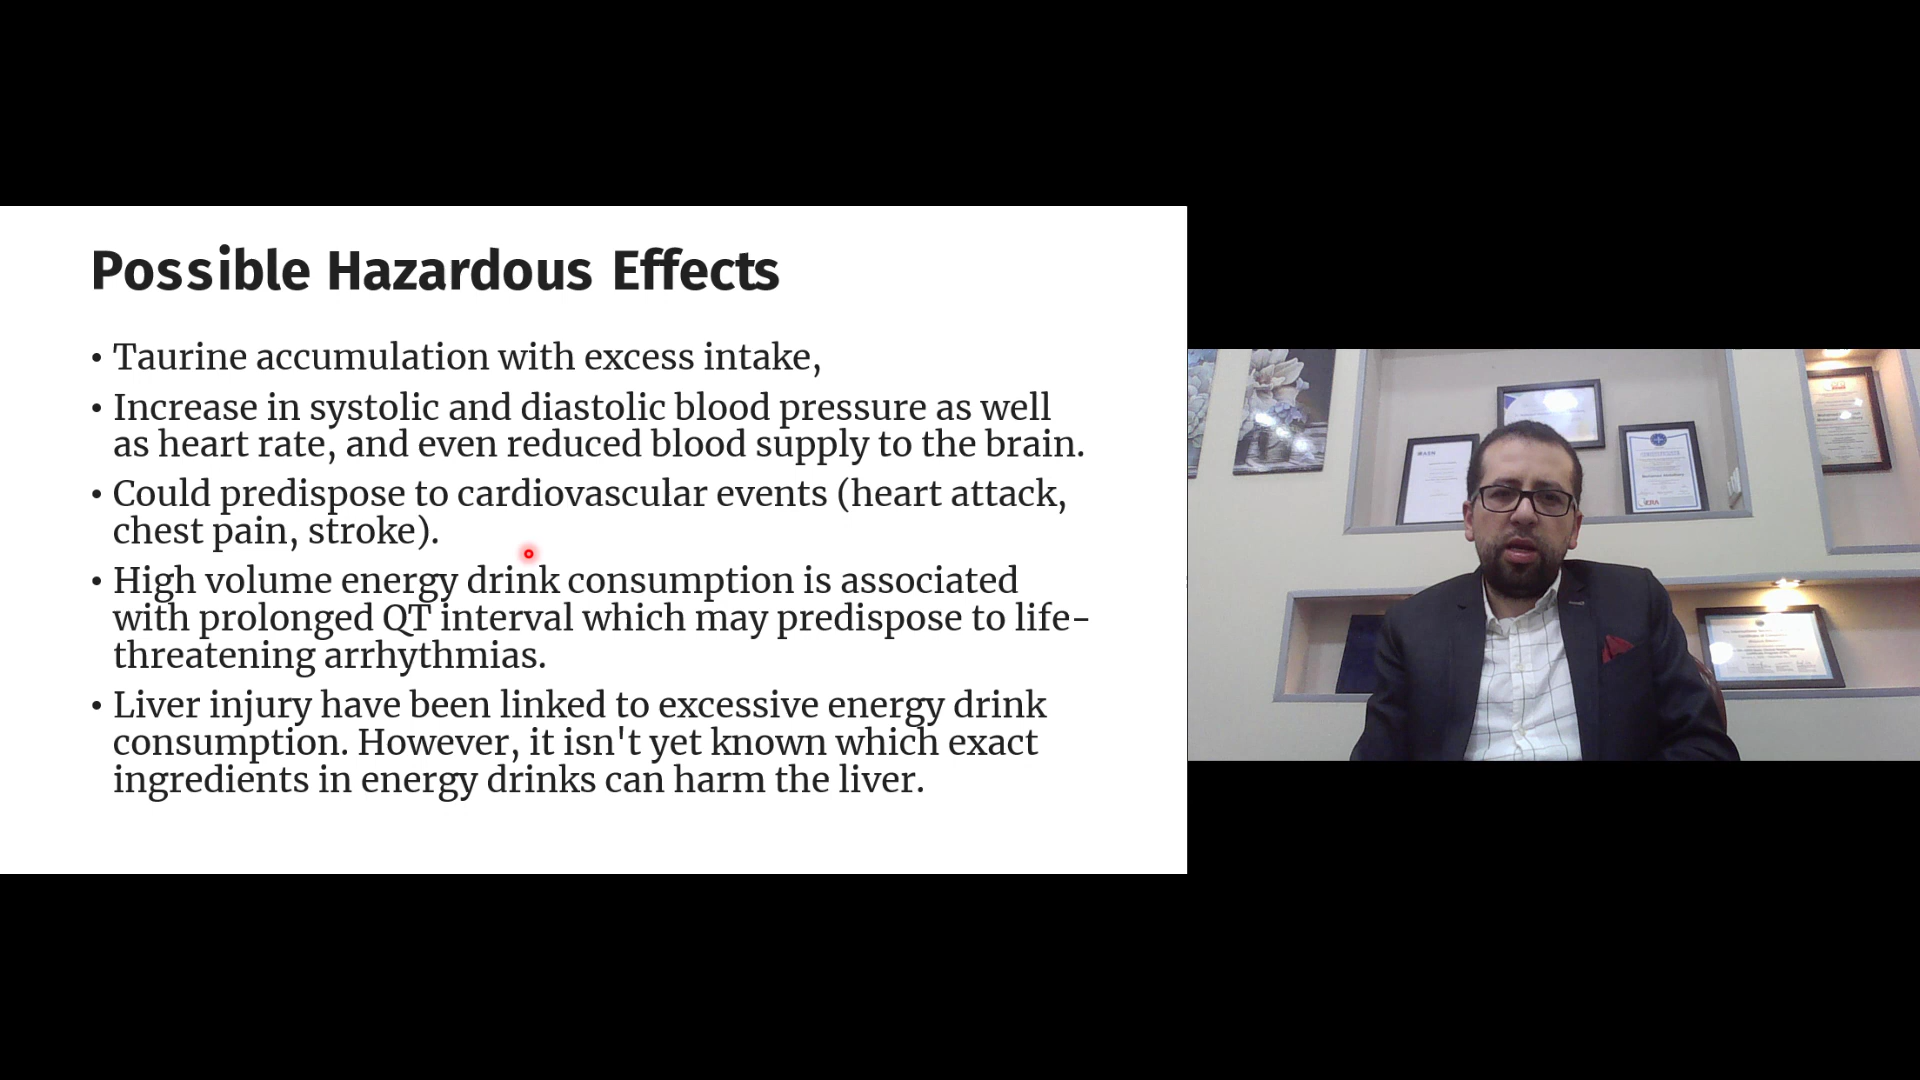 Possible Hazardous Effects
• Taurine accumulation with excess intake,
• Increase in systolic and diastolic blood pressure as well
as heart rate, and even reduced blood supply to the brain.
• Could predispose to cardiovascular events (heart attack,
chest pain, stroke).
• High volume energy drink consumption is associated
with prolonged QT interval which may predispose to life-
threatening arrhythmias.
• Liver injury have been linked to excessive energy drink
consumption. However, it isn't yet known which exact
ingredients in energy drinks can harm the liver.